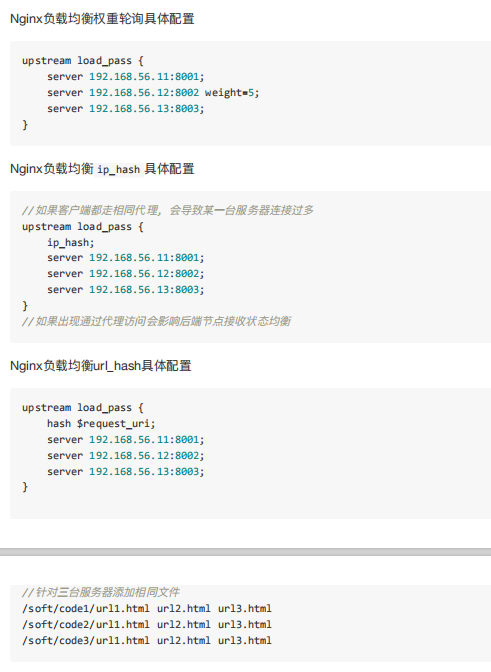 Nginx负载均衡权重轮询具体配置
upstream load_pass {
    server 192.168.56.11:8001;
    server 192.168.56.12:8002 weight=5;
    server 192.168.56.13:8003;
}
Nginx负载均衡 ip_hash 具体配置
//如果客户端都走相同代理, 会导致某一台服务器连接过多
upstream load_pass {
    ip_hash;
    server 192.168.56.11:8001;
    server 192.168.56.12:8002;
    server 192.168.56.13:8003;
}
//如果出现通过代理访问会影响后端节点接收状态均衡
Nginx负载均衡url_hash具体配置
upstream load_pass {
    hash $request_uri;
    server 192.168.56.11:8001;
    server 192.168.56.12:8002;
    server 192.168.56.13:8003;
}
//针对三台服务器添加相同文件
/soft/code1/url1.html url2.html url3.html
/soft/code2/url1.html url2.html url3.html
/soft/code3/url1.html url2.html url3.html